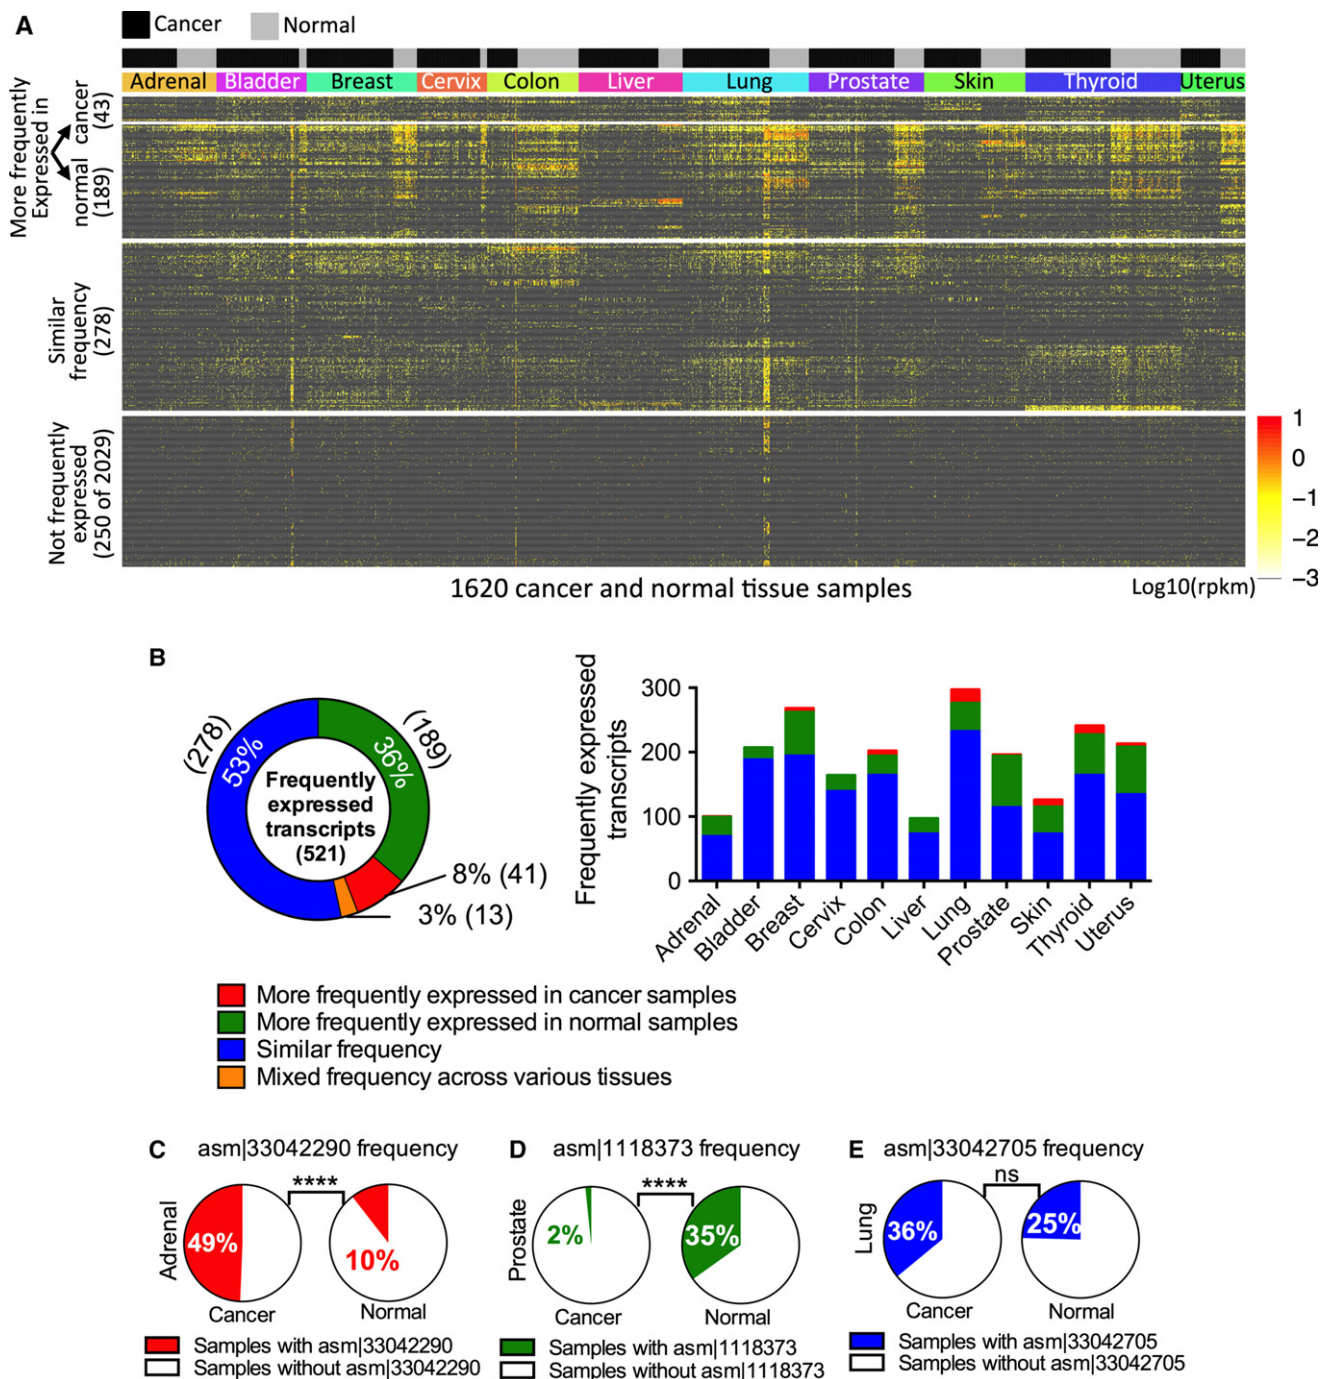 A
Cancer
Normal
Adrenal Bladder Breast Cervix Colon Liver Lung Prostate Skin Thyroid Uterus
More frequently
Expressed in
cancer
(43)
normal
(189)
Similar
frequency
(278)
Not frequently
expressed
(250 of 2029)
1
0
−1
−2
−3
Log10(rpkm)
1620 cancer and normal tissue samples
B
(278)
53%
(189)
36%
Frequently
expressed
transcripts
(521)
8% (41)
3% (13)
Frequently expressed
transcripts
300
200
100
0
Adrenal
Bladder
Breast
Cervix
Colon
Liver
Lung
Prostate
Skin
Thyroid
Uterus
More frequently expressed in cancer samples
More frequently expressed in normal samples
Similar frequency
Mixed frequency across various tissues
C
asm|33042290 frequency
****
Adrenal
49%
10%
Cancer
Normal
Samples with asm|33042290
Samples without asm|33042290
D
asm|1118373 frequency
****
Prostate
2%
35%
Cancer
Normal
Samples with asm|1118373
Samples without asm|1118373
E
asm|33042705 frequency
ns
Lung
36%
25%
Cancer
Normal
Samples with asm|33042705
Samples without asm|33042705